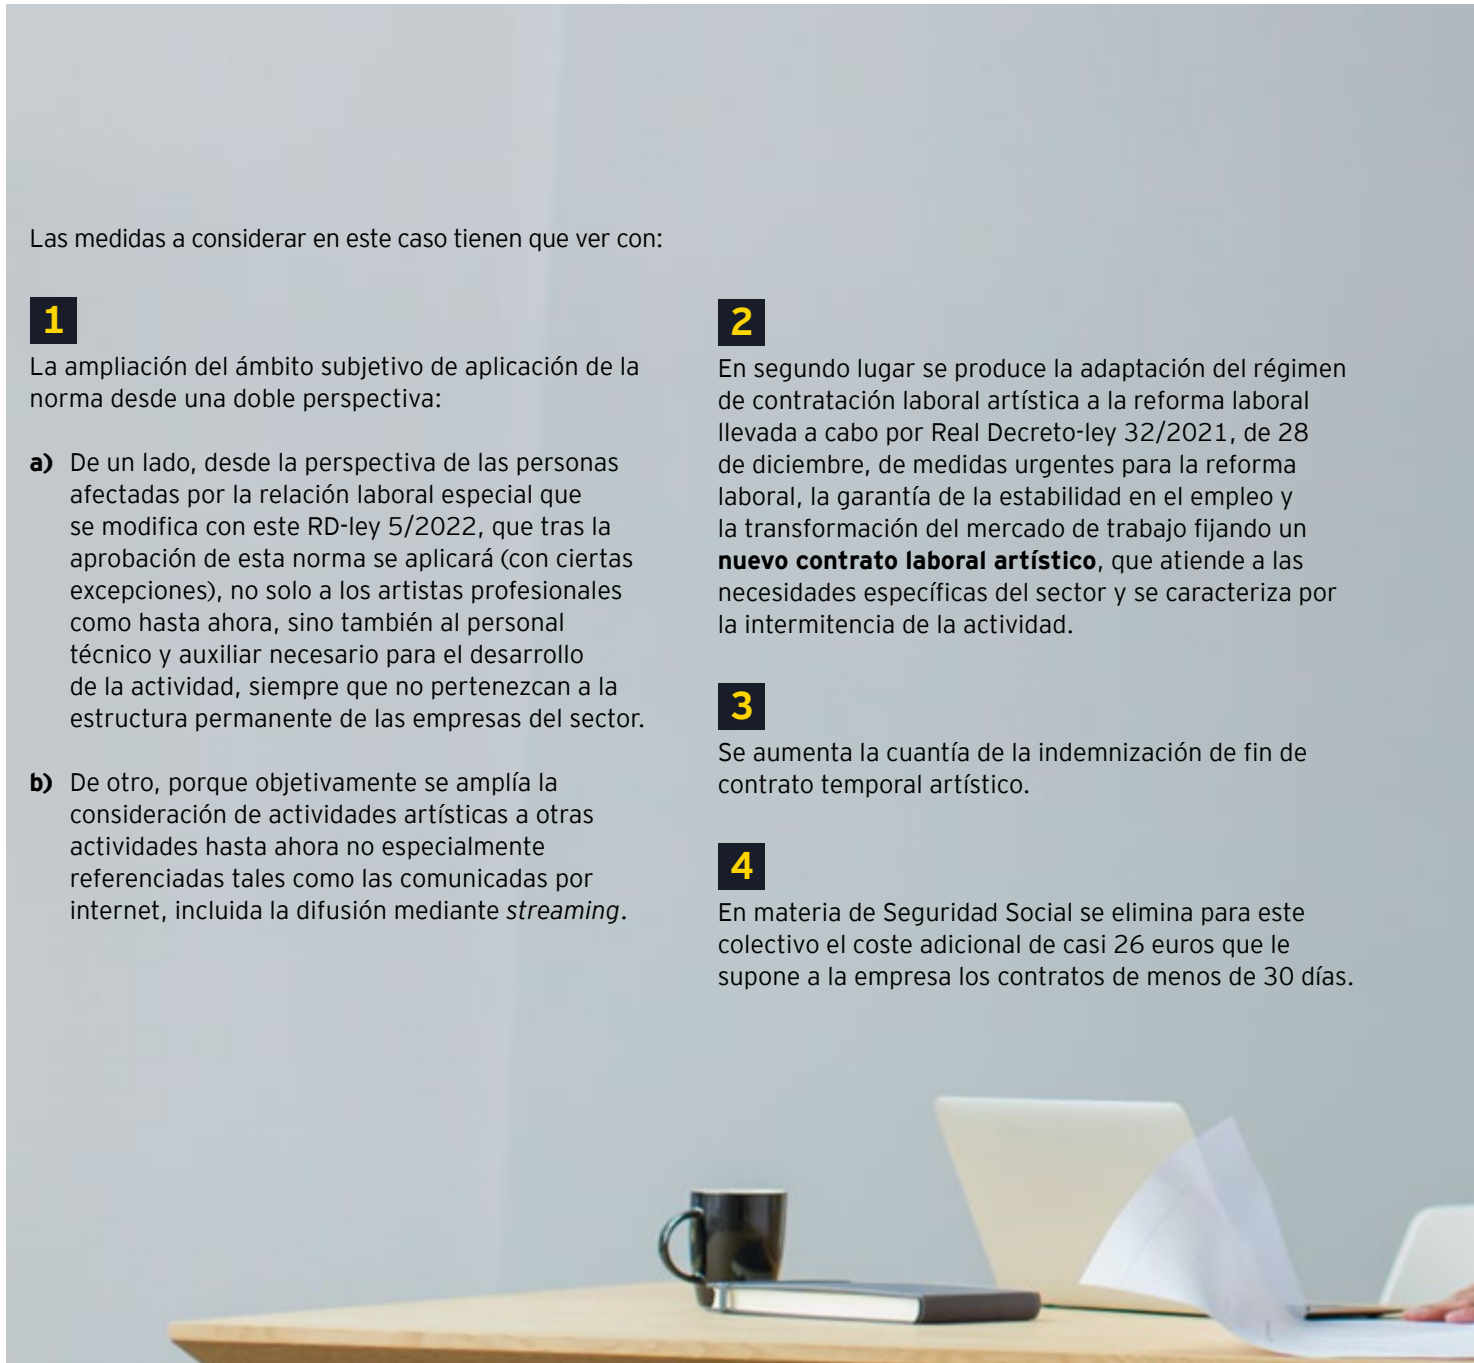 Las medidas a considerar en este caso tienen que ver con:
1
La ampliación del ámbito subjetivo de aplicación de la
norma desde una doble perspectiva:
a) De un lado, desde la perspectiva de las personas
afectadas por la relación laboral especial que
se modifica con este RD-ley 5/2022, que tras la
aprobación de esta norma se aplicará (con ciertas
excepciones), no solo a los artistas profesionales
como hasta ahora, sino también al personal
técnico y auxiliar necesario para el desarrollo
de la actividad, siempre que no pertenezcan a la
estructura permanente de las empresas del sector.
b) De otro, porque objetivamente se amplía la
consideración de actividades artísticas a otras
actividades hasta ahora no especialmente
referenciadas tales como las comunicadas por
internet, incluida la difusión mediante streaming.
2
En segundo lugar se produce la adaptación del régimen
de contratación laboral artística a la reforma laboral
llevada a cabo por Real Decreto-ley 32/2021, de 28
de diciembre, de medidas urgentes para la reforma
laboral, la garantía de la estabilidad en el empleo y
la transformación del mercado de trabajo fijando un
nuevo contrato laboral artístico, que atiende a las
necesidades específicas del sector y se caracteriza por
la intermitencia de la actividad.
3
Se aumenta la cuantía de la indemnización de fin de
contrato temporal artístico.
4
En materia de Seguridad Social se elimina para este
colectivo el coste adicional de casi 26 euros que le
supone a la empresa los contratos de menos de 30 días.